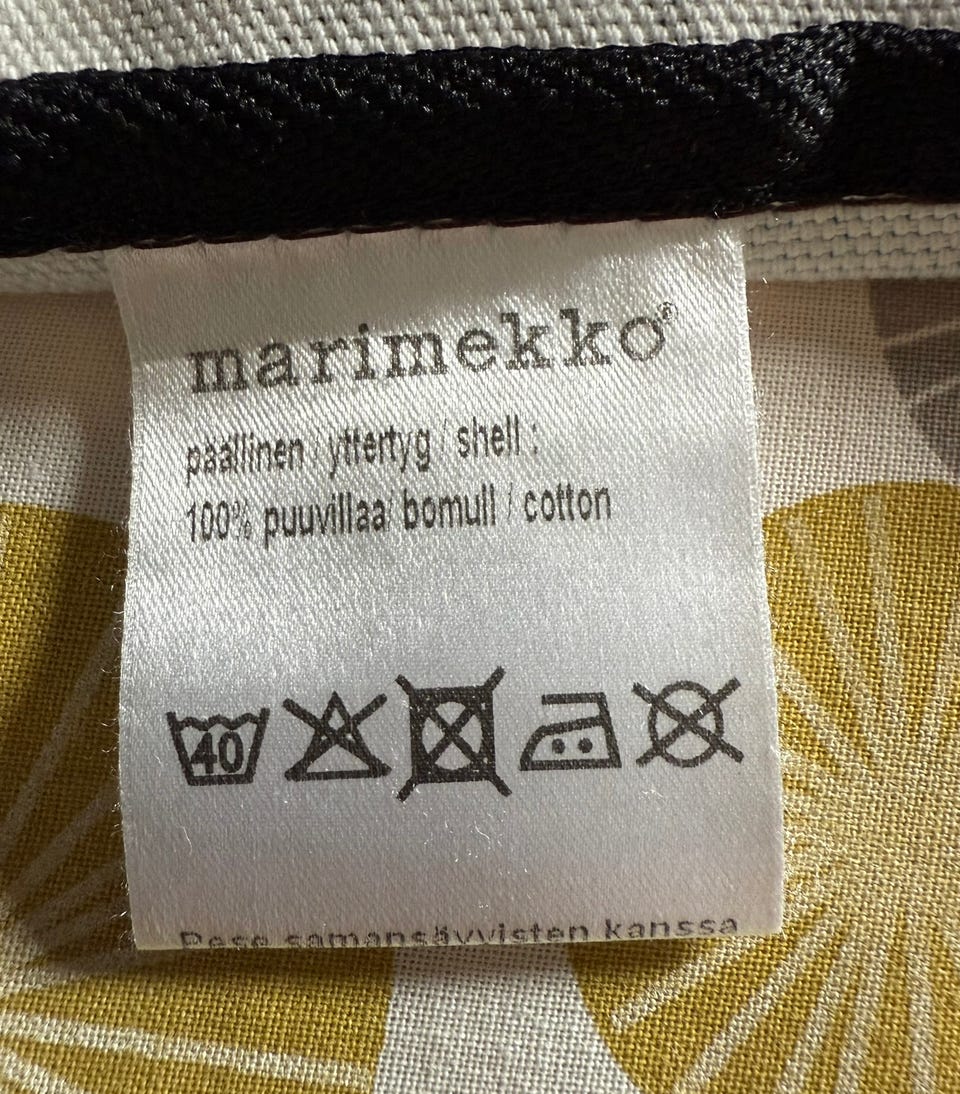 marimekko®
päällinen / yttertyg / shell :
100% puuvillaa / bomull / cotton
40
Pese samansävyisten kanssa